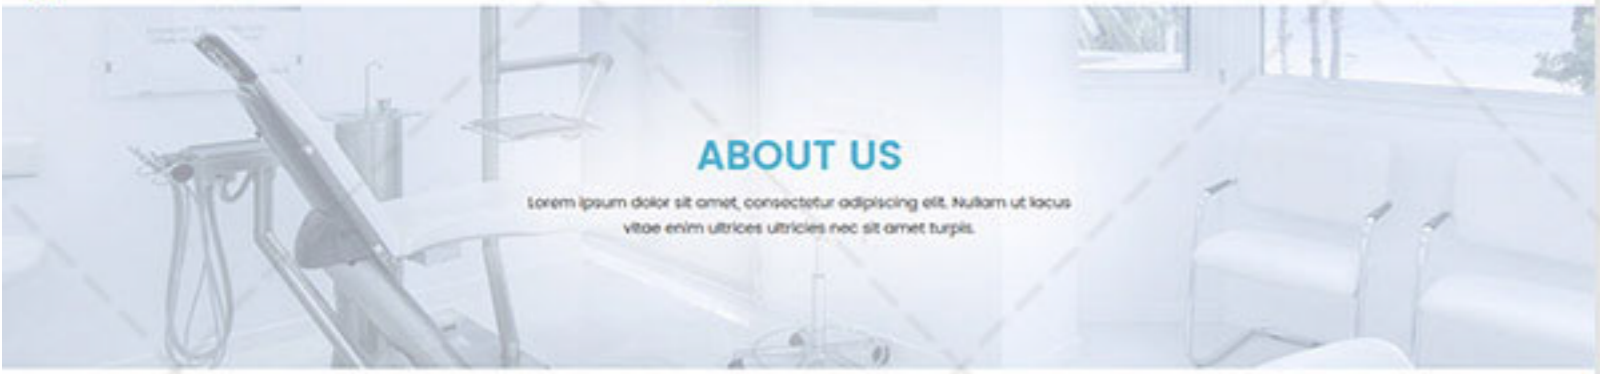 ABOUT US
Lorem ipsum dolor sit amet, consectetur adipiscing elit. Nullam ut lacus
vitae enim ultrices ultricies nec sit amet turpis.